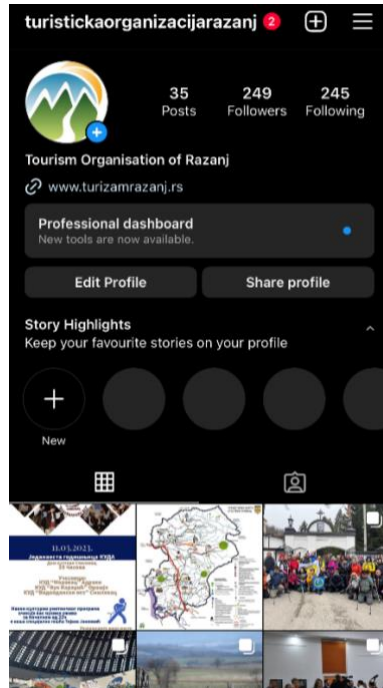 turistickaorganizacijarazanj 2
35 249 245
Posts Followers Following
Tourism Organisation of Razanj
www.turizamrazanj.rs
Professional dashboard
New tools are now available.
Edit Profile Share profile
Story Highlights
Keep your favourite stories on your profile
New
11.03.2023.